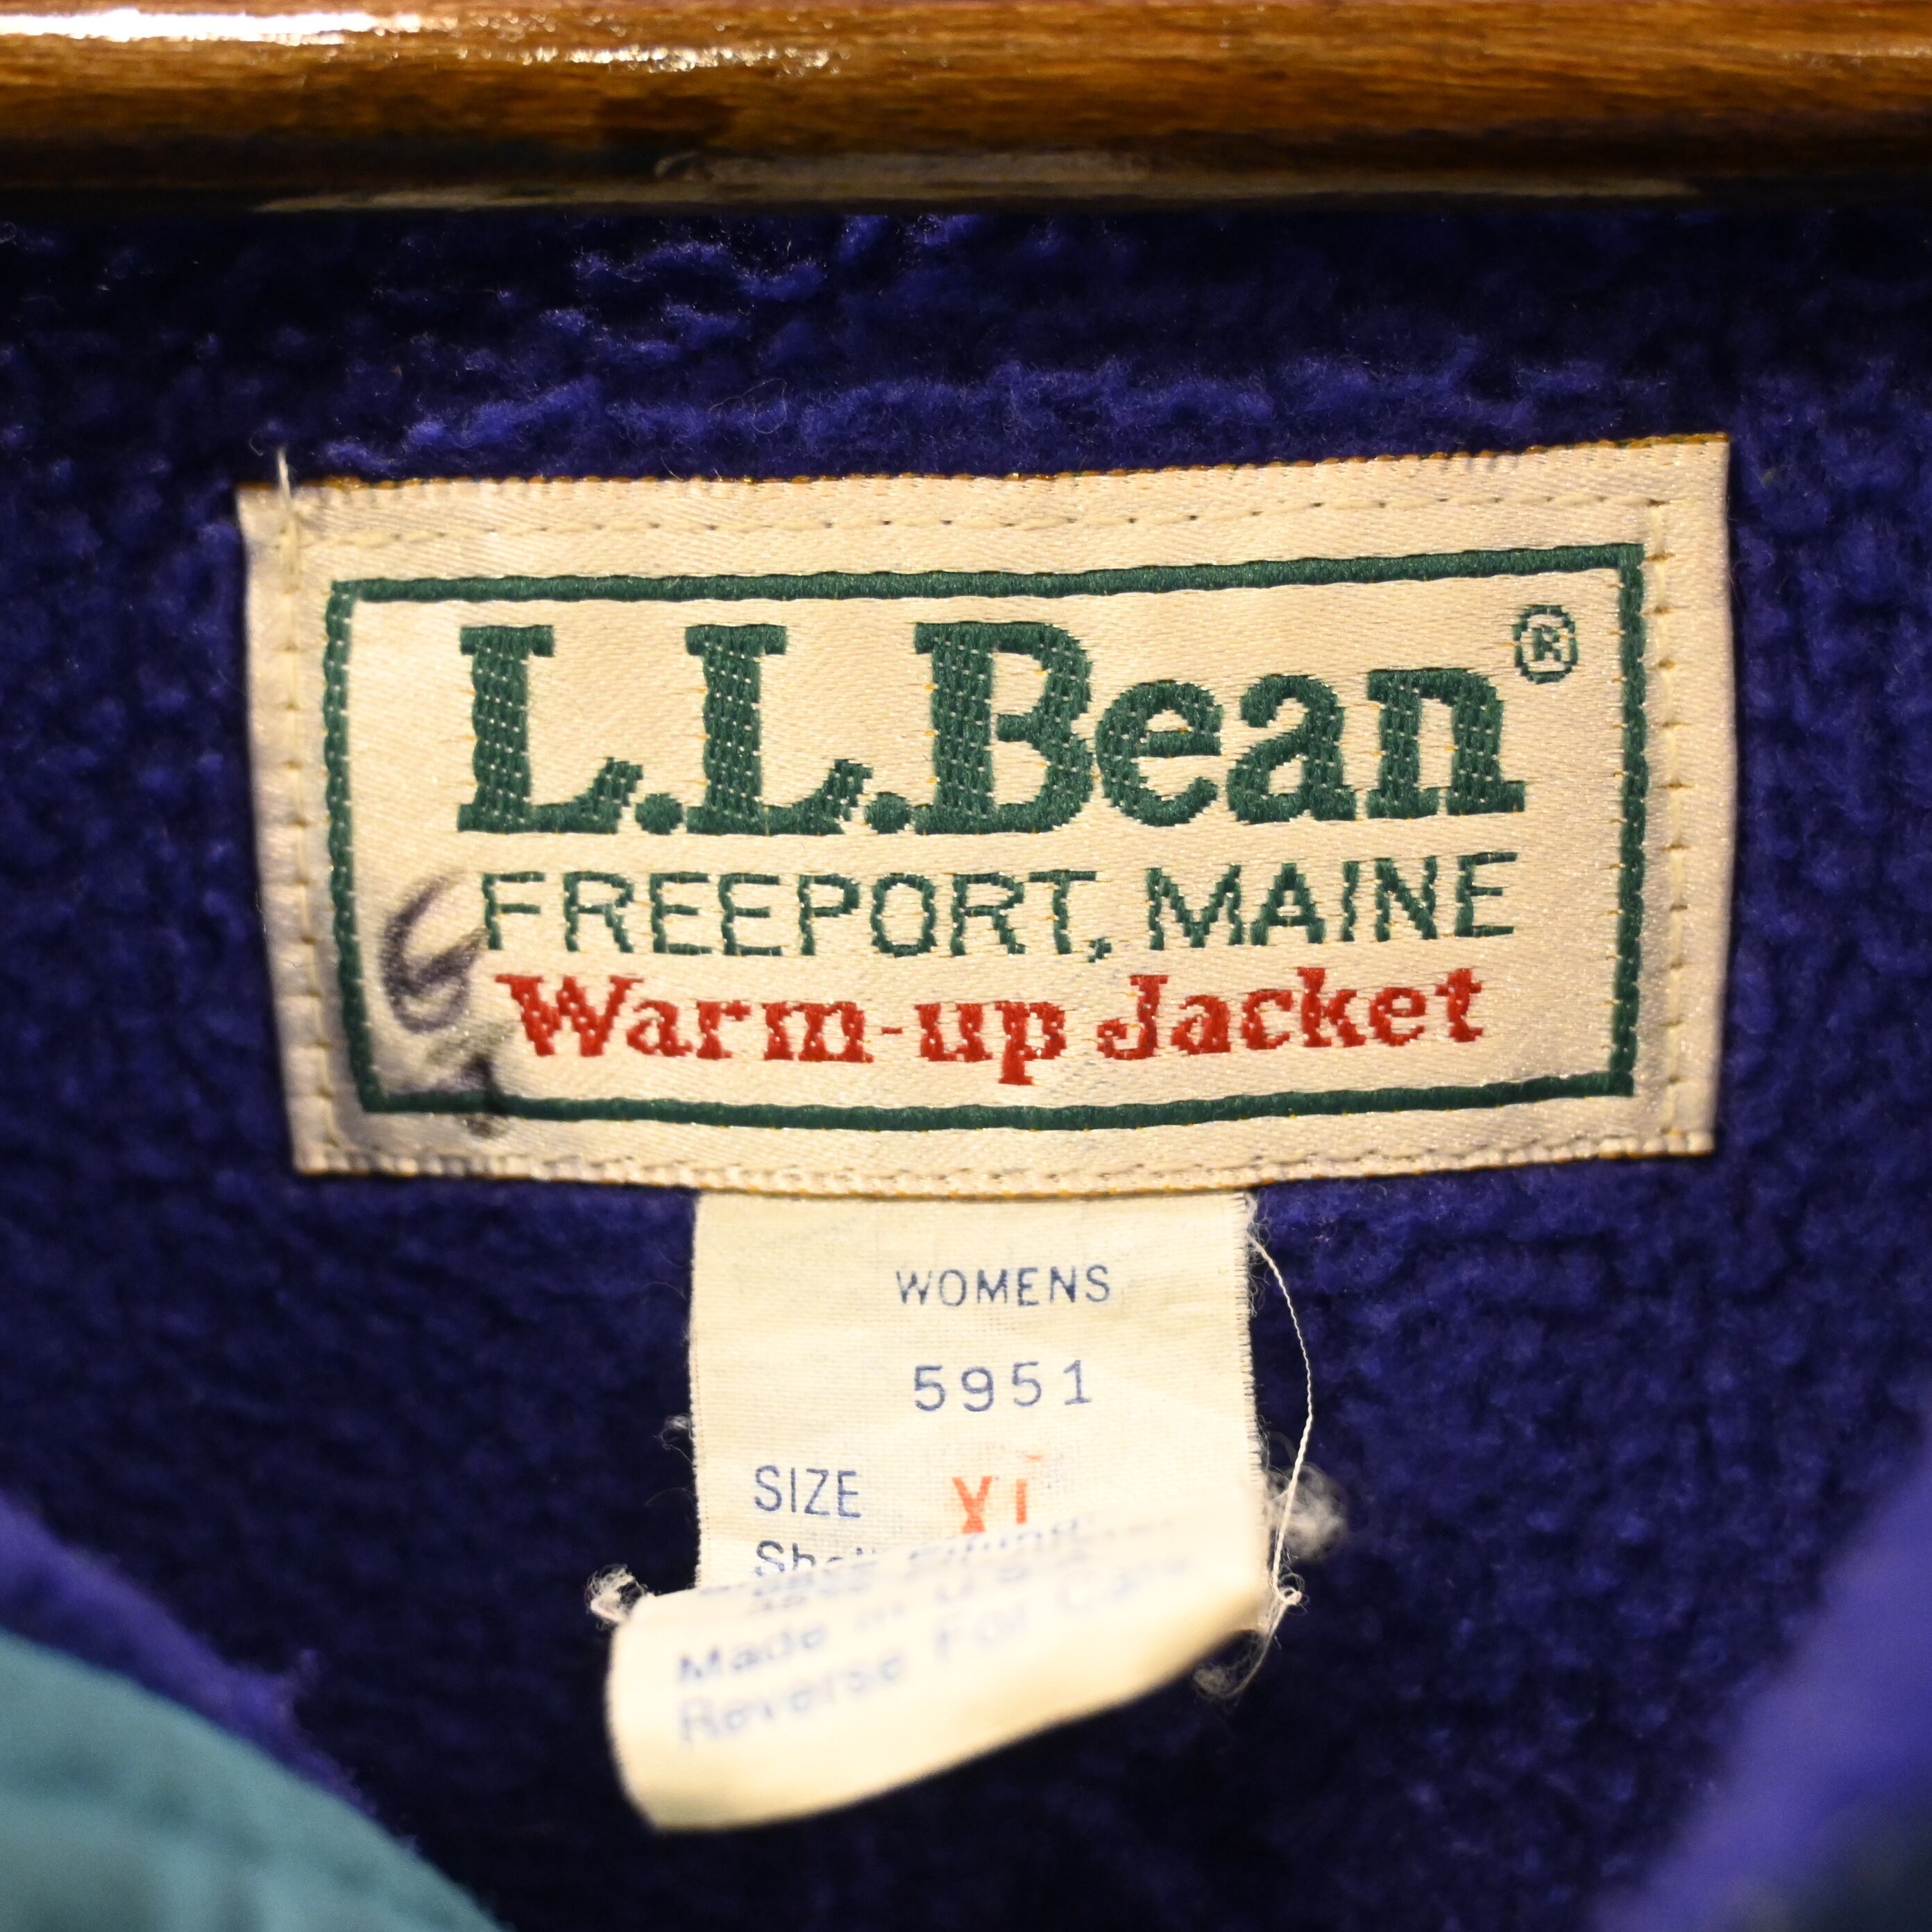 L.L.Bean®
FREEPORT, MAINE
Warm-up Jacket
WOMENS
5951
SIZE
Made in U.S.
Reverse For Care